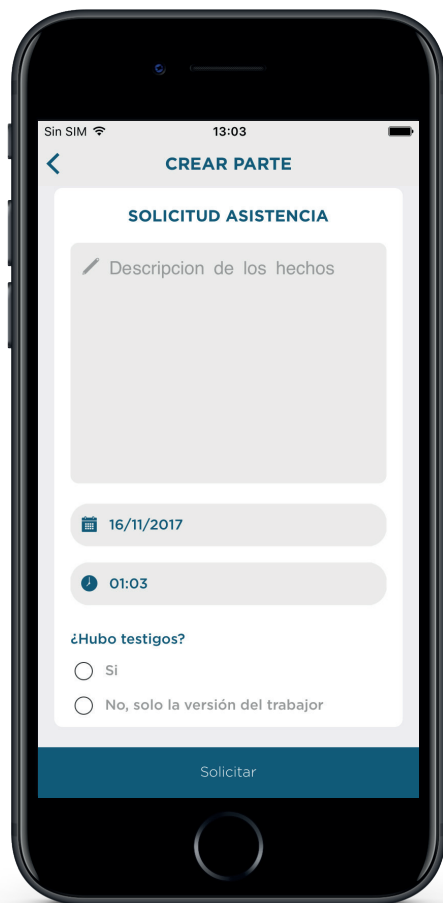 Sin SIM 13:03
CREAR PARTE
SOLICITUD ASISTENCIA
Descripcion de los hechos
16/11/2017
01:03
¿Hubo testigos?
Si
No, solo la versión del trabajor
Solicitar